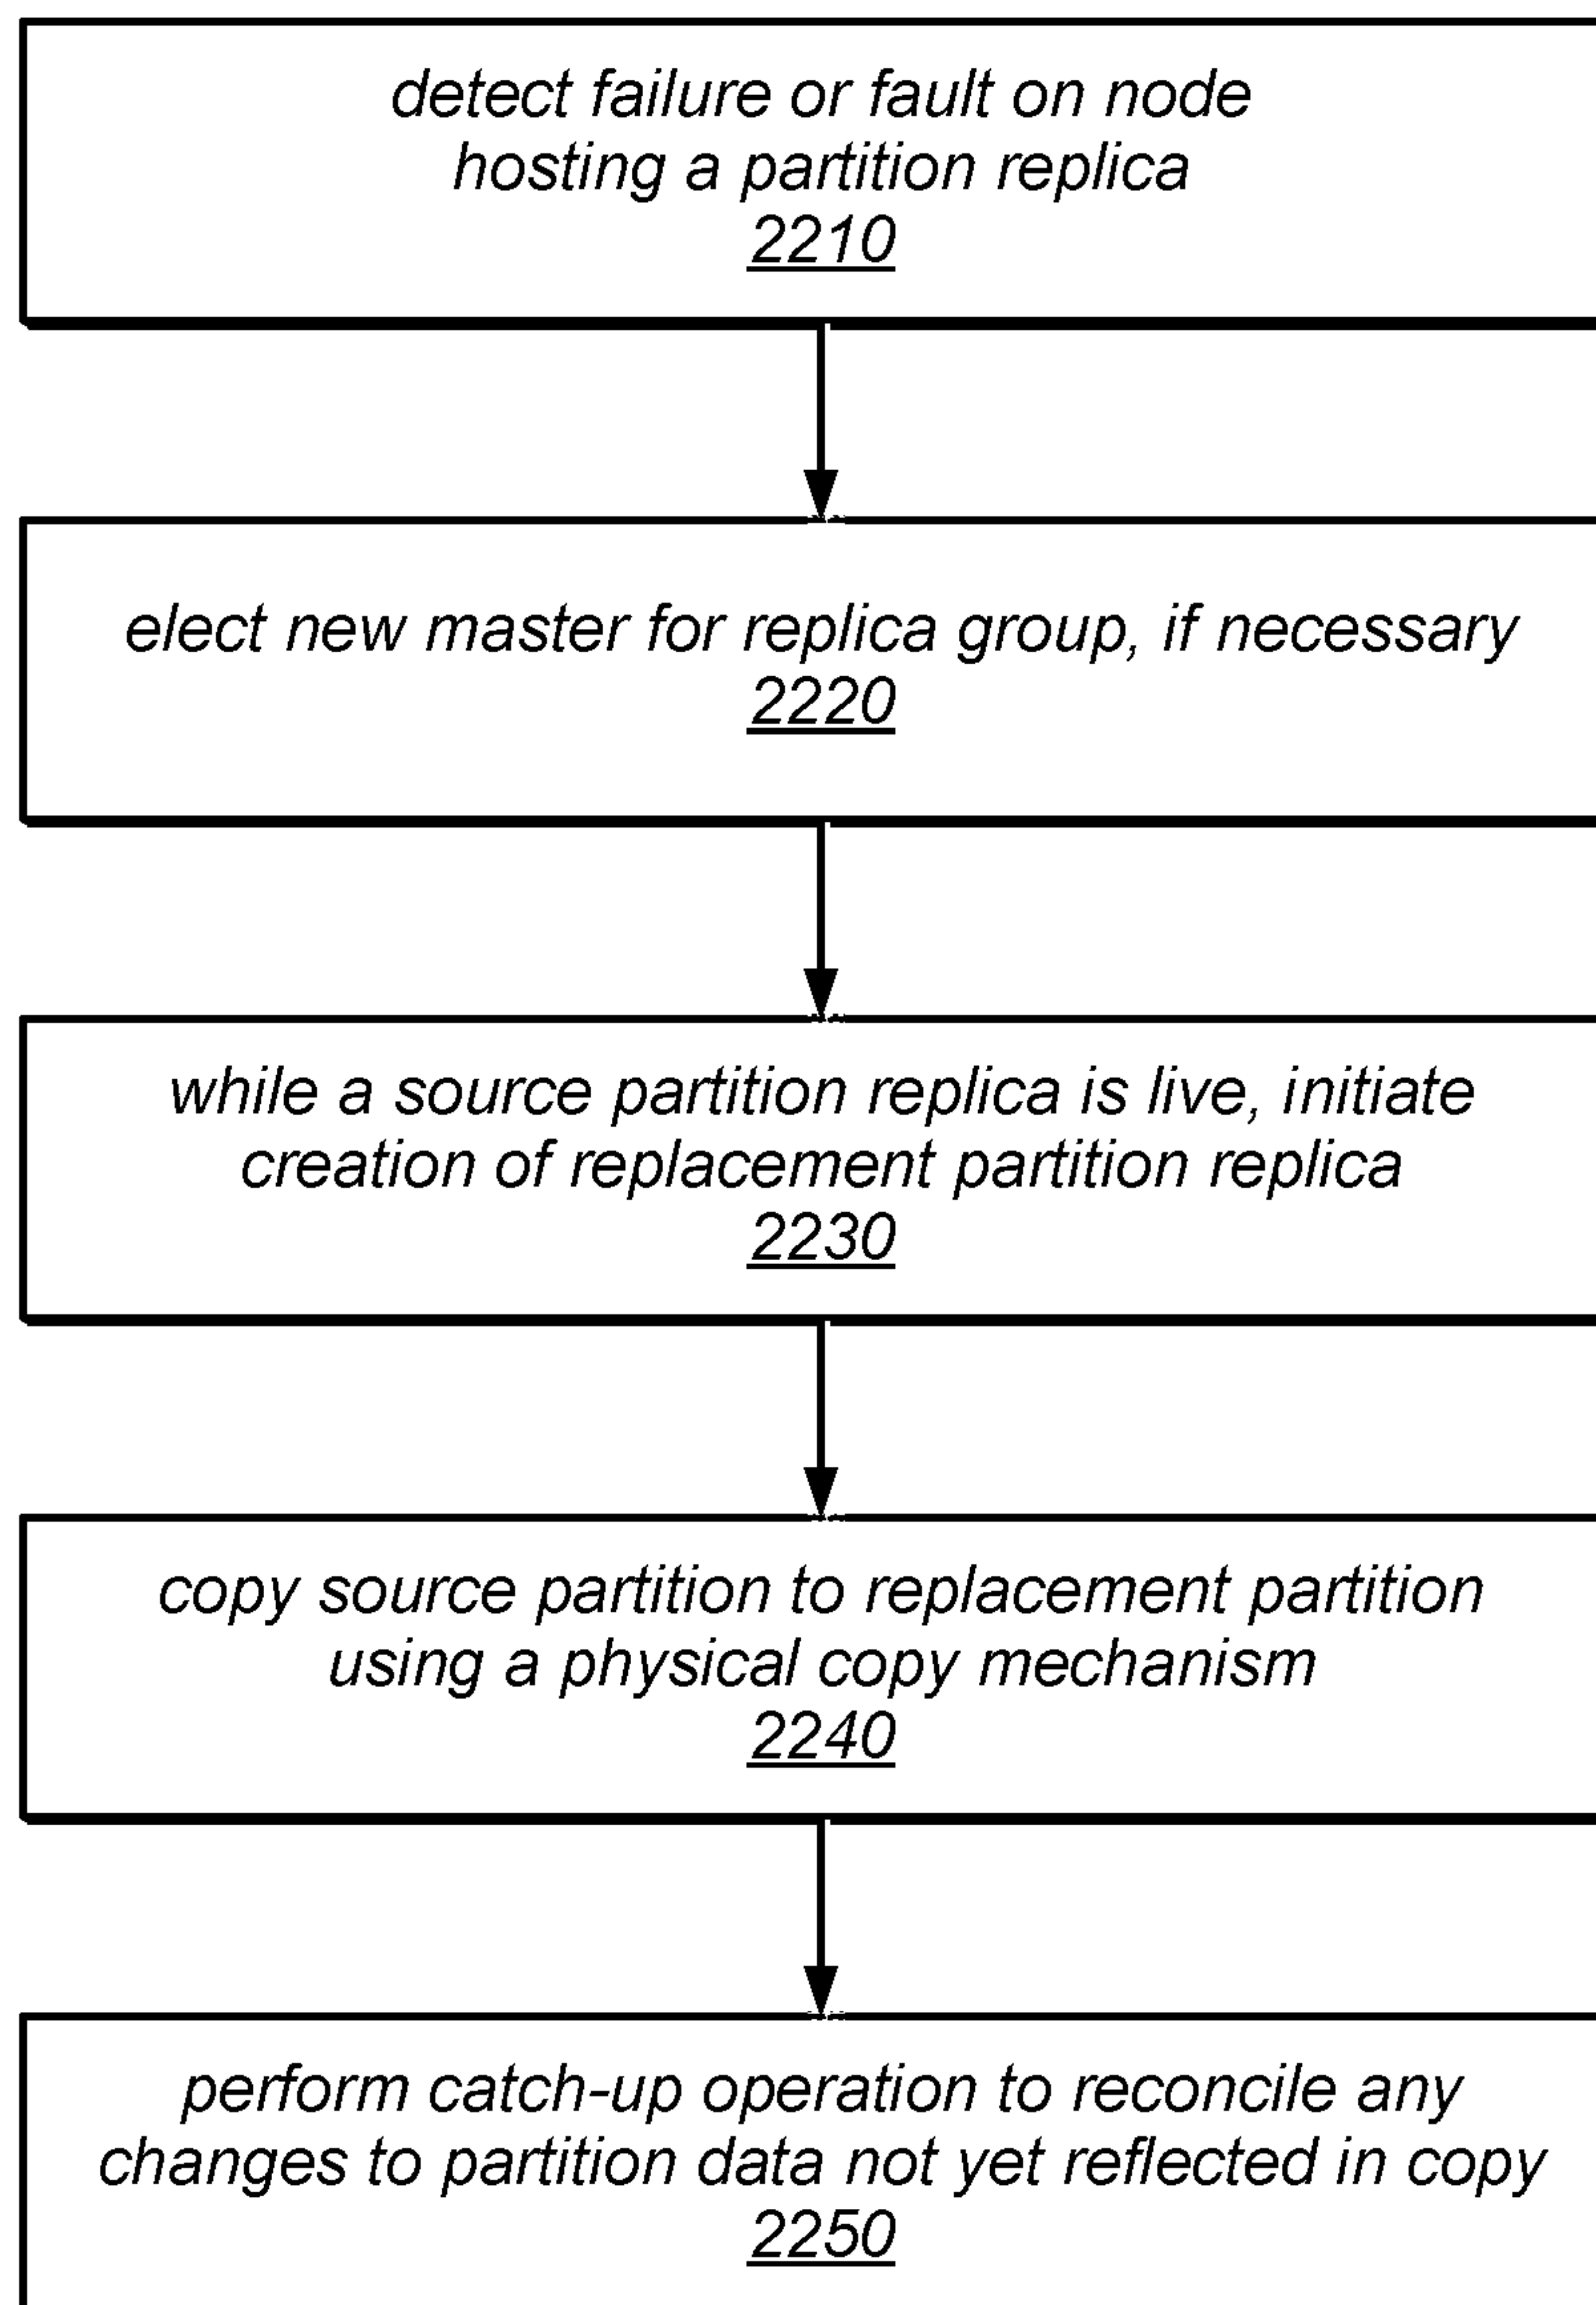 detect failure or fault on node
hosting a partition replica
2210
elect new master for replica group, if necessary
2220
while a source partition replica is live, initiate
creation of replacement partition replica
2230
copy source partition to replacement partition
using a physical copy mechanism
2240
perform catch-up operation to reconcile any
changes to partition data not yet reflected in copy
2250